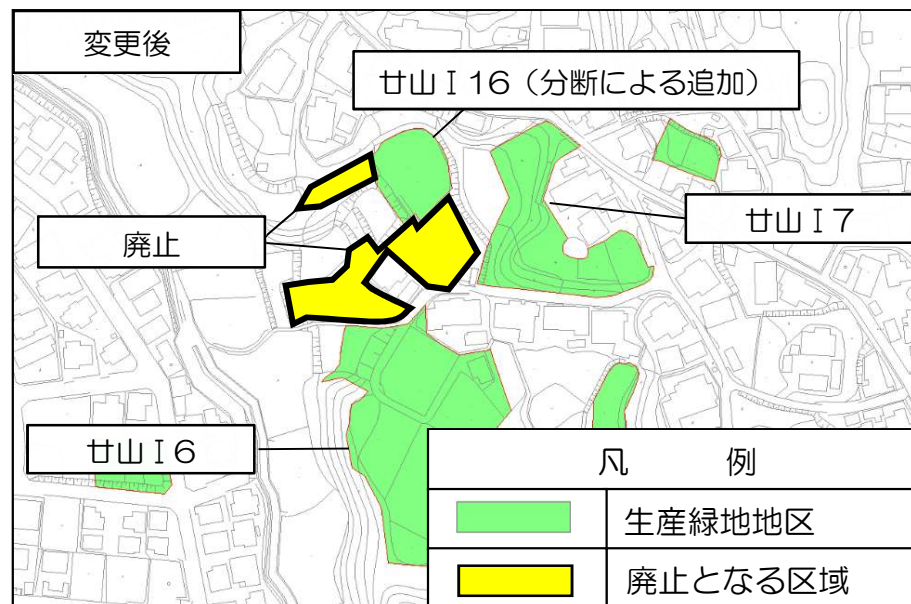 変更後
廿山Ⅰ16（分断による追加）
廃止
廿山Ⅰ7
廿山Ⅰ6
凡　　例
生産緑地地区
廃止となる区域